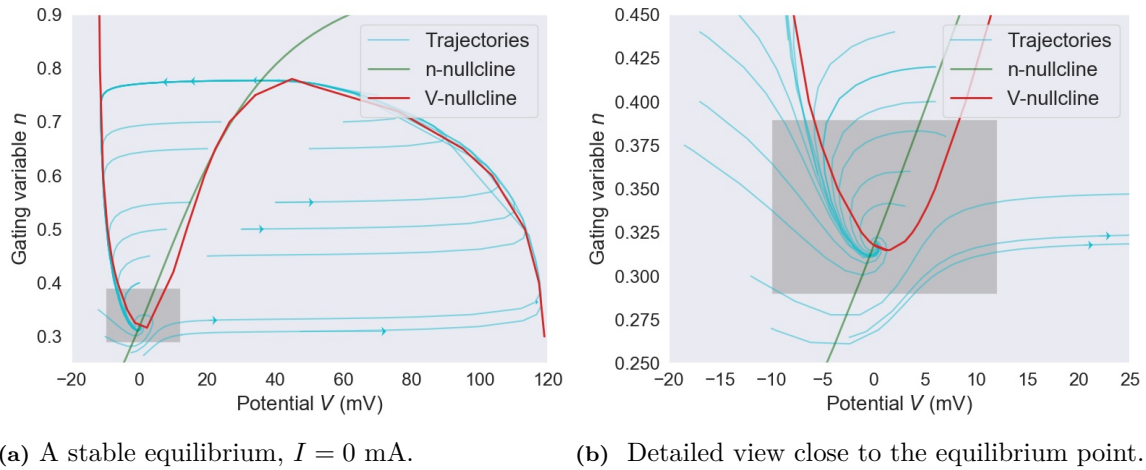 0.9
0.8
0.7
0.6
0.5
0.4
0.3
Gating variable n
−20
0
20
40
60
80
100
120
Potential V (mV)
Trajectories
n-nullcline
V-nullcline
(a) A stable equilibrium, I = 0 mA.
0.450
0.425
0.400
0.375
0.350
0.325
0.300
0.275
0.250
Gating variable n
−20
−15
−10
−5
0
5
10
15
20
25
Potential V (mV)
Trajectories
n-nullcline
V-nullcline
(b) Detailed view close to the equilibrium point.